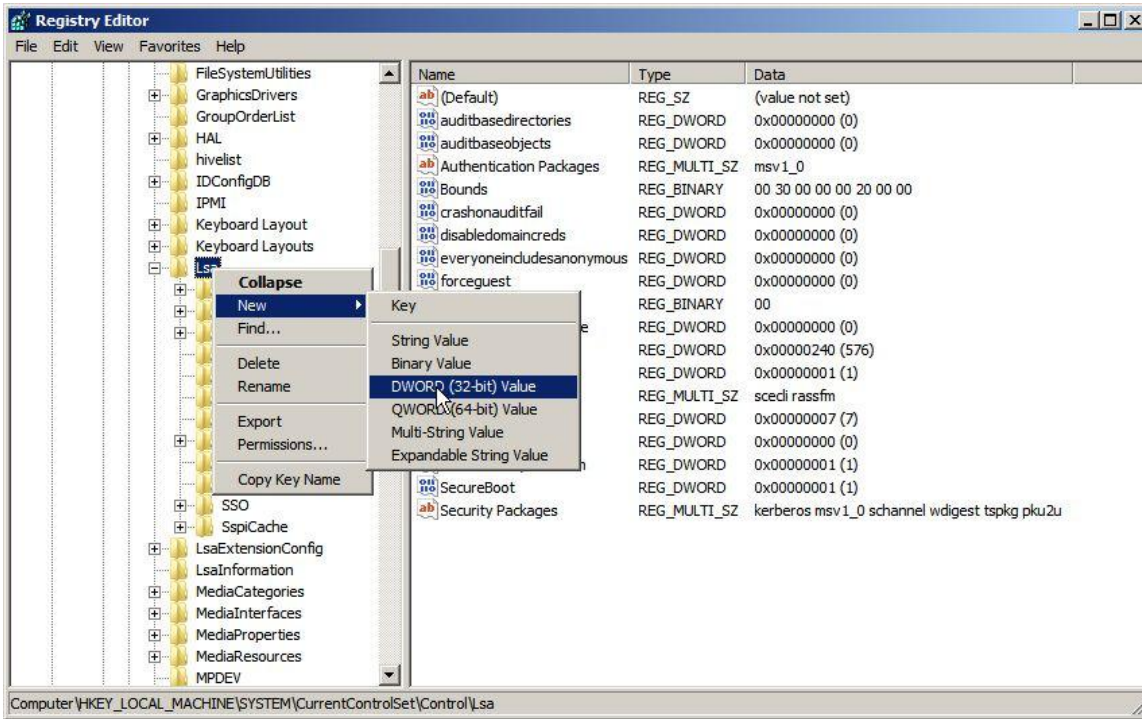 Registry Editor
File Edit View Favorites Help
FileSystemUtilities
GraphicsDrivers
GroupOrderList
HAL
hivelist
IDConfigDB
IPMI
Keyboard Layout
Keyboard Layouts
Lsa
SSO
SspiCache
LsaExtensionConfig
LsaInformation
MediaCategories
MediaInterfaces
MediaProperties
MediaResources
MPDEV
Collapse
New
Find...
Delete
Rename
Export
Permissions...
Copy Key Name
Key
String Value
Binary Value
DWORD (32-bit) Value
QWORD (64-bit) Value
Multi-String Value
Expandable String Value
Name Type Data
(Default) REG_SZ (value not set)
auditbasedirectories REG_DWORD 0x00000000 (0)
auditbaseobjects REG_DWORD 0x00000000 (0)
Authentication Packages REG_MULTI_SZ msv1_0
Bounds REG_BINARY 00 30 00 00 00 20 00 00
crashonauditfail REG_DWORD 0x00000000 (0)
disabledomaincreds REG_DWORD 0x00000000 (0)
everyoneincludesanonymous REG_DWORD 0x00000000 (0)
forceguest REG_DWORD 0x00000000 (0)
REG_BINARY 00
REG_DWORD 0x00000000 (0)
REG_DWORD 0x00000240 (576)
REG_DWORD 0x00000001 (1)
REG_MULTI_SZ scecli rassfm
REG_DWORD 0x00000007 (7)
REG_DWORD 0x00000000 (0)
REG_DWORD 0x00000001 (1)
SecureBoot REG_DWORD 0x00000001 (1)
Security Packages REG_MULTI_SZ kerberos msv1_0 schannel wdigest tspkg pku2u
Computer\HKEY_LOCAL_MACHINE\SYSTEM\CurrentControlSet\Control\Lsa